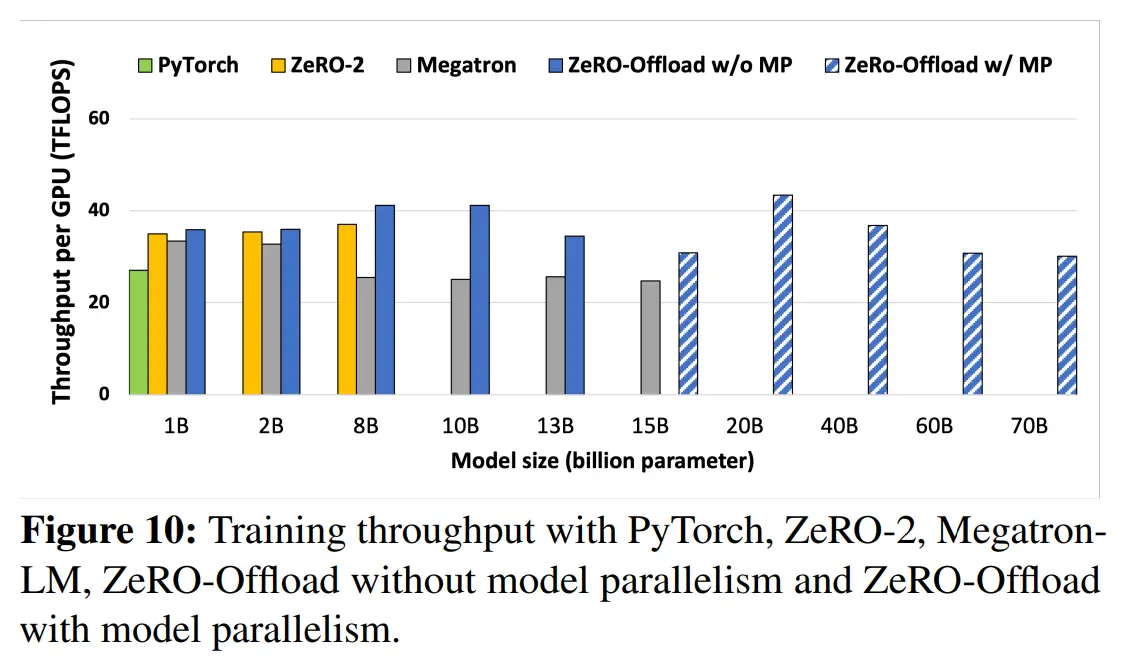 PyTorch ZeRO-2 Megatron ZeRO-Offload w/o MP ZeRo-Offload w/ MP
Throughput per GPU (TFLOPS)
60
40
20
0
1B 2B 8B 10B 13B 15B 20B 40B 60B 70B
Model size (billion parameter)
Figure 10: Training throughput with PyTorch, ZeRO-2, Megatron-
LM, ZeRO-Offload without model parallelism and ZeRO-Offload
with model parallelism.